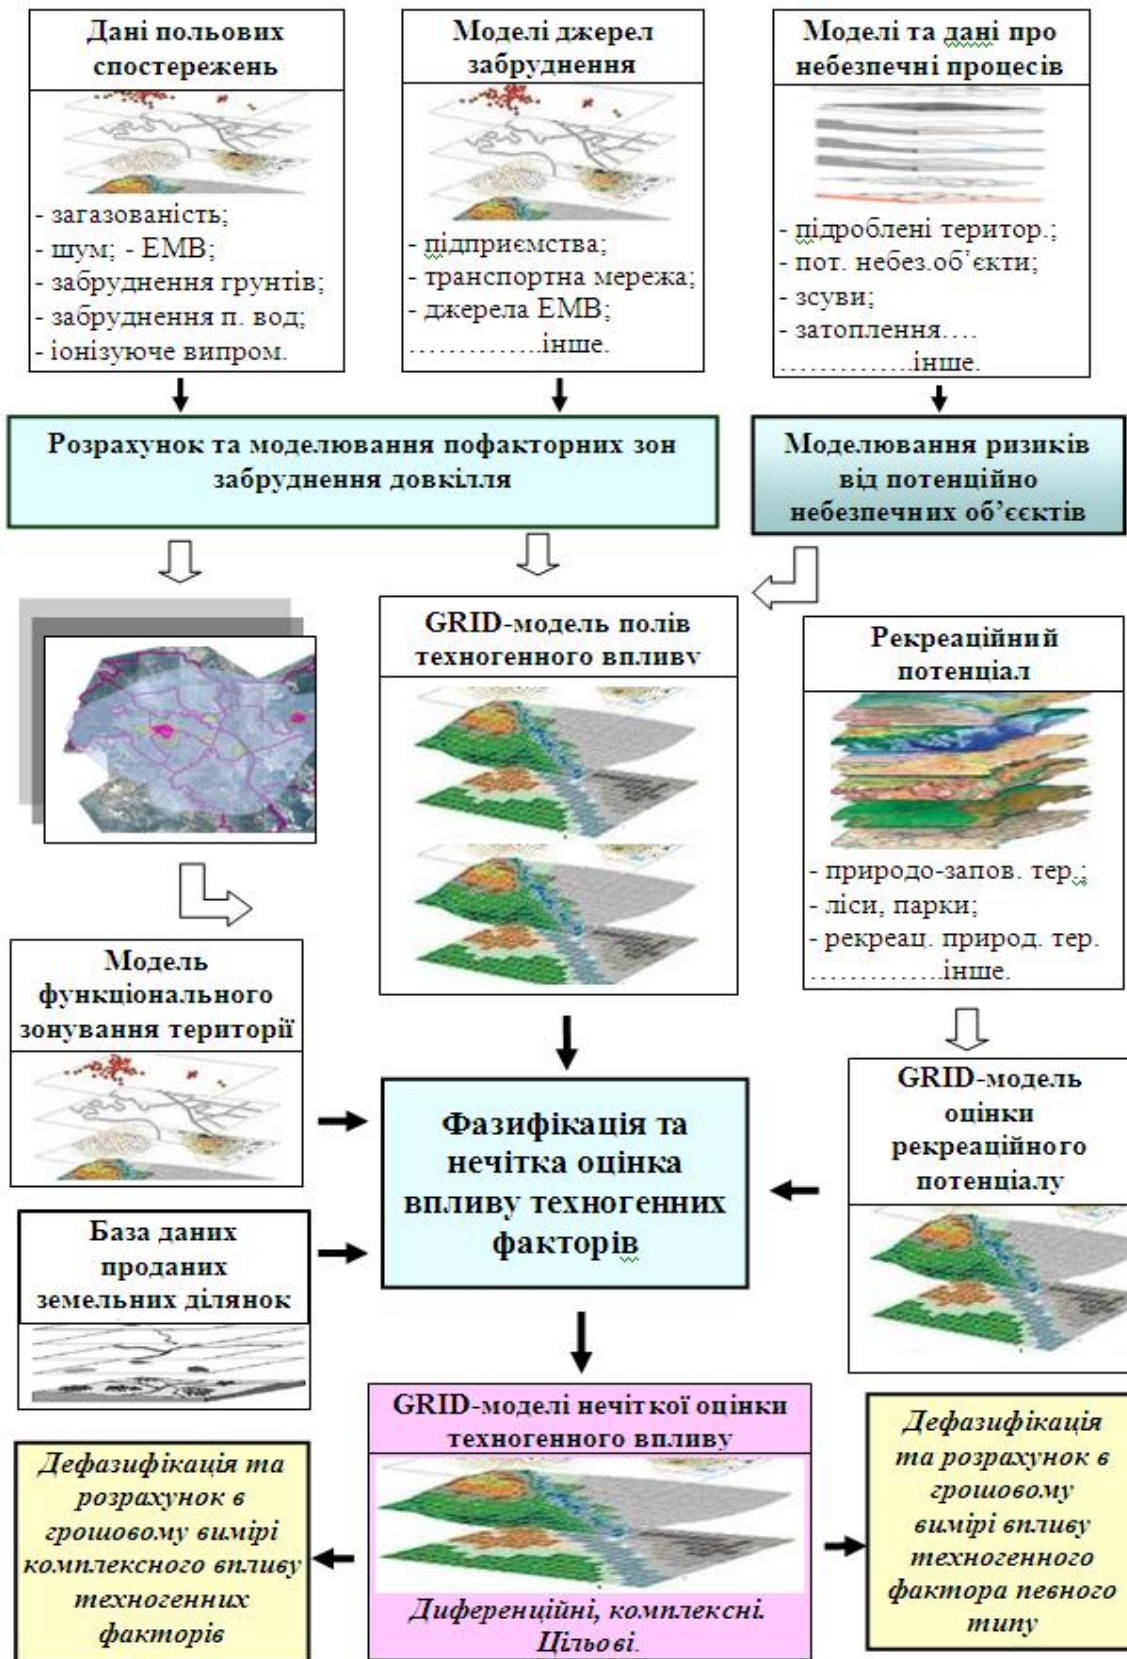 Дані польових
спостережень
- загазованість;
- шум; - ЕМВ;
- забруднення грунтів;
- забруднення п. вод;
- іонізуюче випром.
Моделі джерел
забруднення
- підприємства;
- транспортна мережа;
- джерела ЕМВ;
…………..інше.
Моделі та дані про
небезпечні процесів
- підроблені територ.;
- пот. небез.об’єкти;
- зсуви;
- затоплення….
…………..інше.
Розрахунок та моделювання пофакторних зон
забруднення довкілля
Моделювання ризиків
від потенційно
небезпечних об’єєктів
GRID-модель полів
техногенного впливу
Рекреаційний
потенціал
- природо-запов. тер.;
- ліси, парки;
- рекреац. природ. тер.
…………..інше.
Модель
функціонального
зонування території
Фазифікація та
нечітка оцінка
впливу техногенних
факторів
GRID-модель
оцінки
рекреаційного
потенціалу
База даних
проданих
земельних ділянок
GRID-моделі нечіткої оцінки
техногенного впливу
Диференційні, комплексні.
Цільові.
Дефазифікація та
розрахунок в
грошовому вимірі
комплексного впливу
техногенних
факторів
Дефазифікація
та розрахунок в
грошовому
вимірі впливу
техногенного
фактора певного
типу